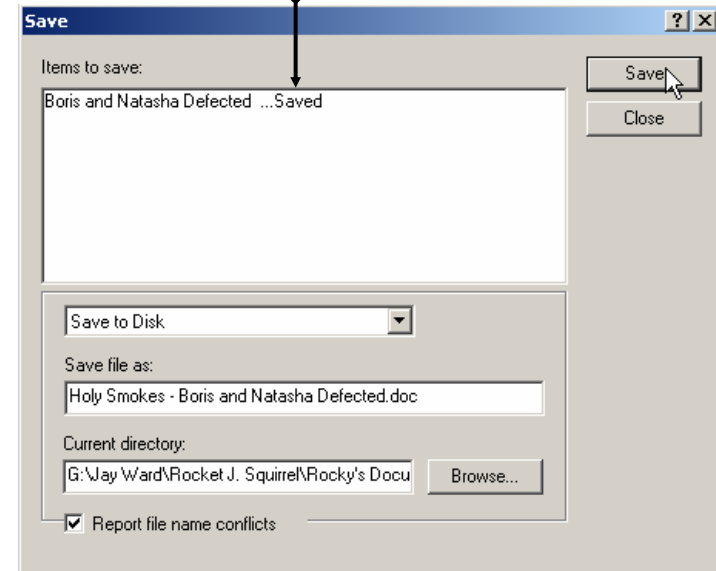 Save
Items to save:
Save
Boris and Natasha Defected ...Saved
Close
Save to Disk
Save file as:
Holy Smokes - Boris and Natasha Defected.doc
Current directory:
G:\Jay Ward\Rocket J. Squirrel\Rocky's Docu
Browse...
Report file name conflicts